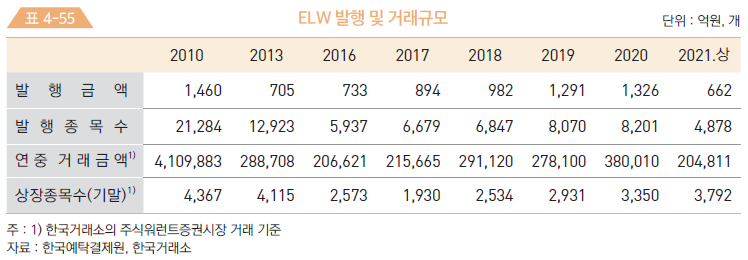 표 4-55 ELW 발행 및 거래규모 단위 : 억원, 개
2010 2013 2016 2017 2018 2019 2020 2021.상
발 행 금 액 1,460 705 733 894 982 1,291 1,326 662
발 행 종 목 수 21,284 12,923 5,937 6,679 6,847 8,070 8,201 4,878
연중 거래금액1) 4,109,883 288,708 206,621 215,665 291,120 278,100 380,010 204,811
상장종목수(기말)1) 4,367 4,115 2,573 1,930 2,534 2,931 3,350 3,792
주 : 1) 한국거래소의 주식워런트증권시장 거래 기준
자료 : 한국예탁결제원, 한국거래소